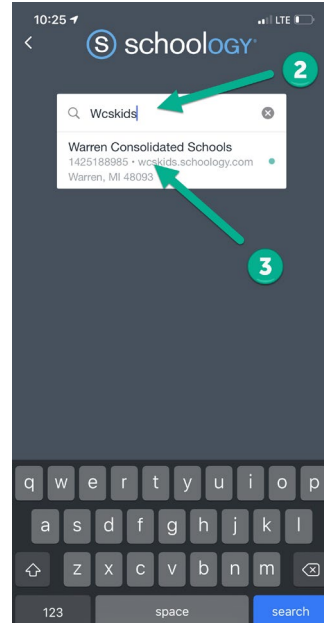 10:25
LTE
S schoology
2
Wcskids
Warren Consolidated Schools
1425188985 • wcskids.schoology.com
Warren, MI 48093
3
q w e r t y u i o p
a s d f g h j k l
z x c v b n m
123 space search